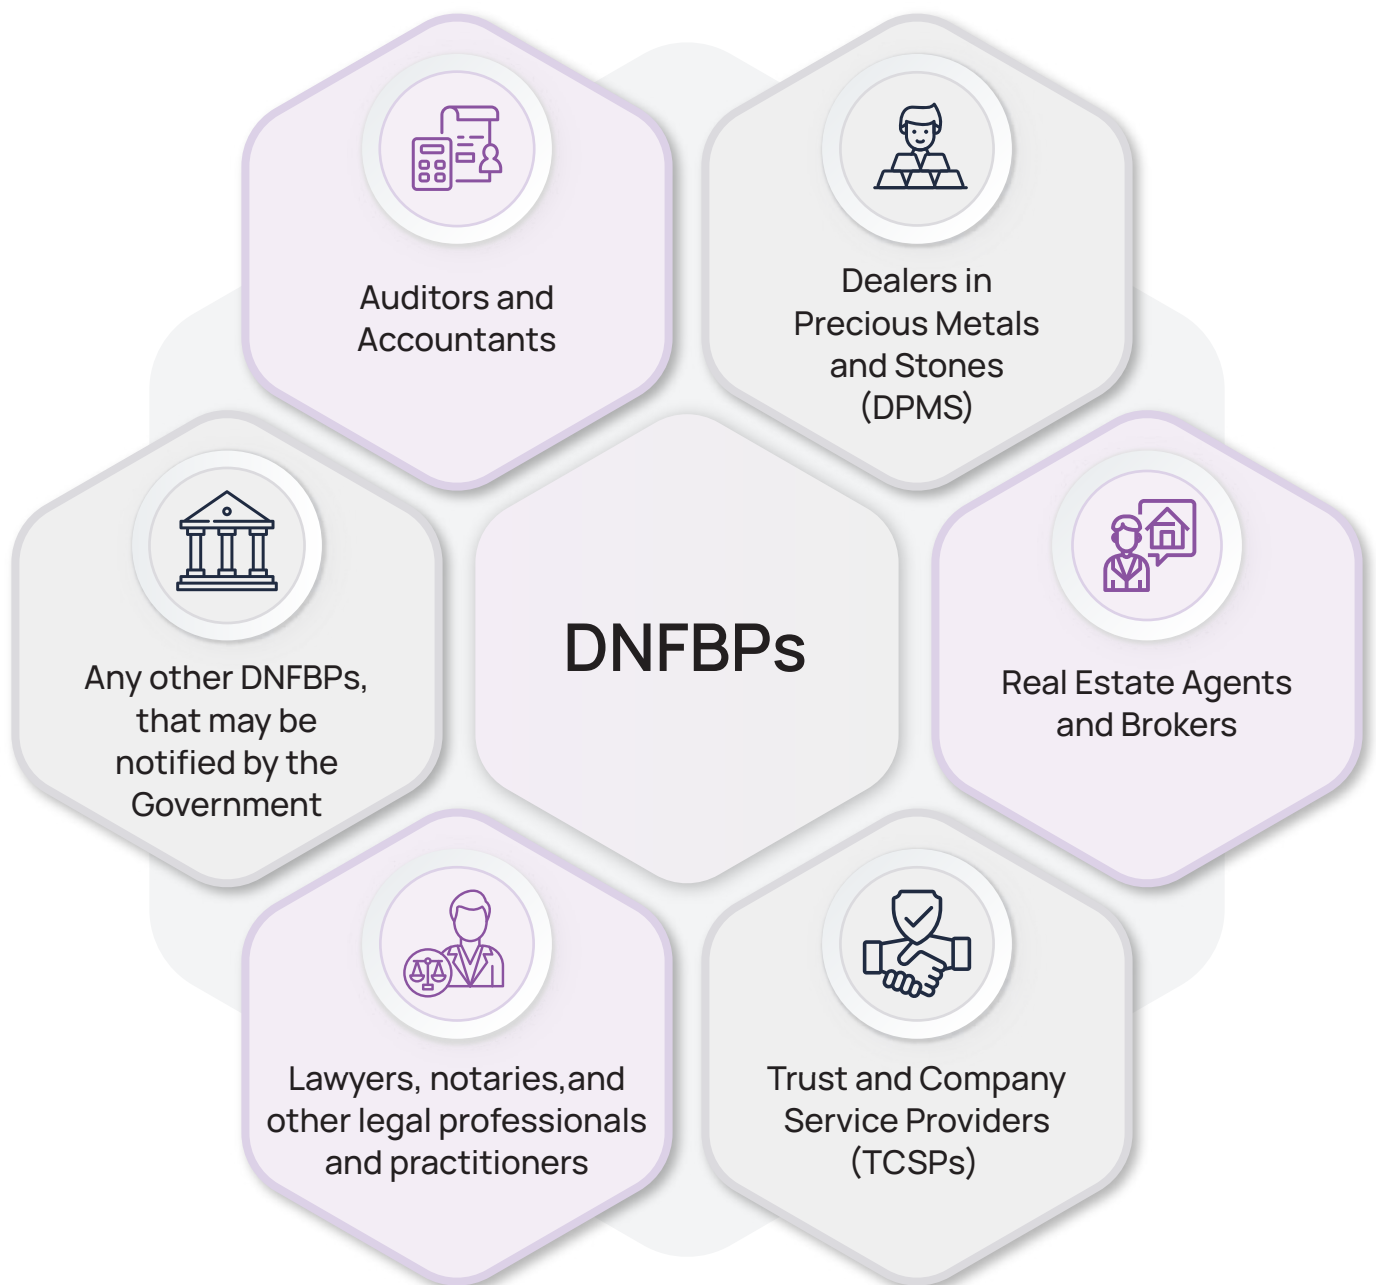 Auditors and
Accountants
Dealers in
Precious Metals
and Stones
(DPMS)
Any other DNFBPs,
that may be
notified by the
Government
DNFBPs
Real Estate Agents
and Brokers
Lawyers, notaries,and
other legal professionals
and practitioners
Trust and Company
Service Providers
(TCSPs)